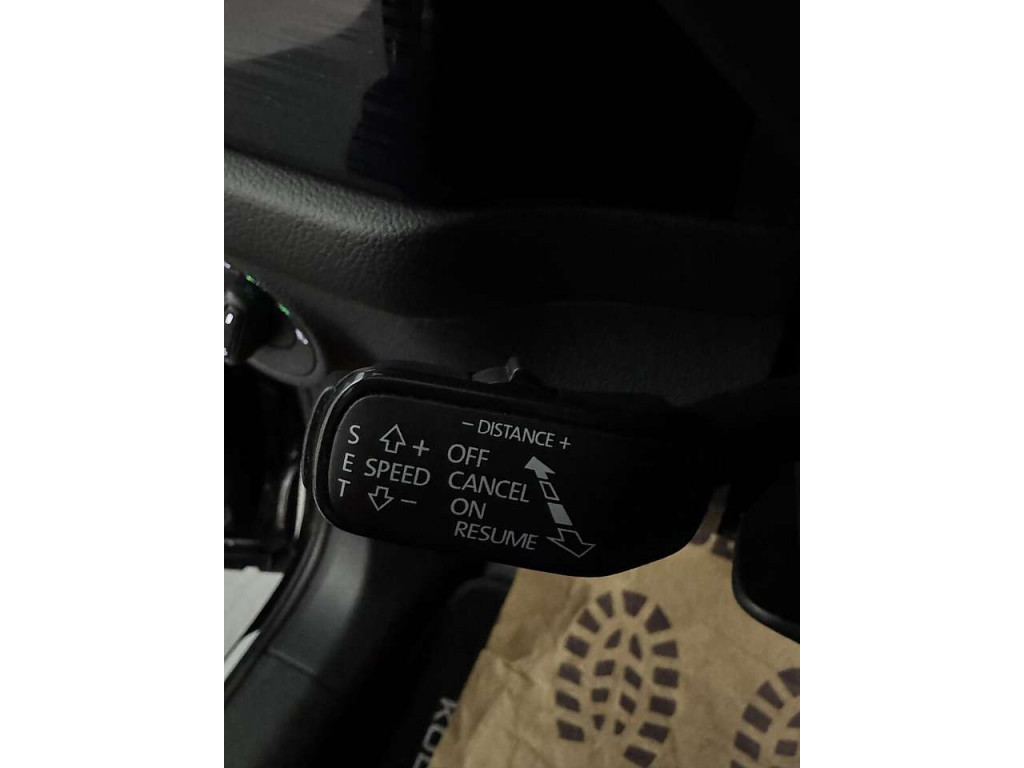 - DISTANCE +
S E T
+
SPEED
-
OFF
CANCEL
ON
RESUME